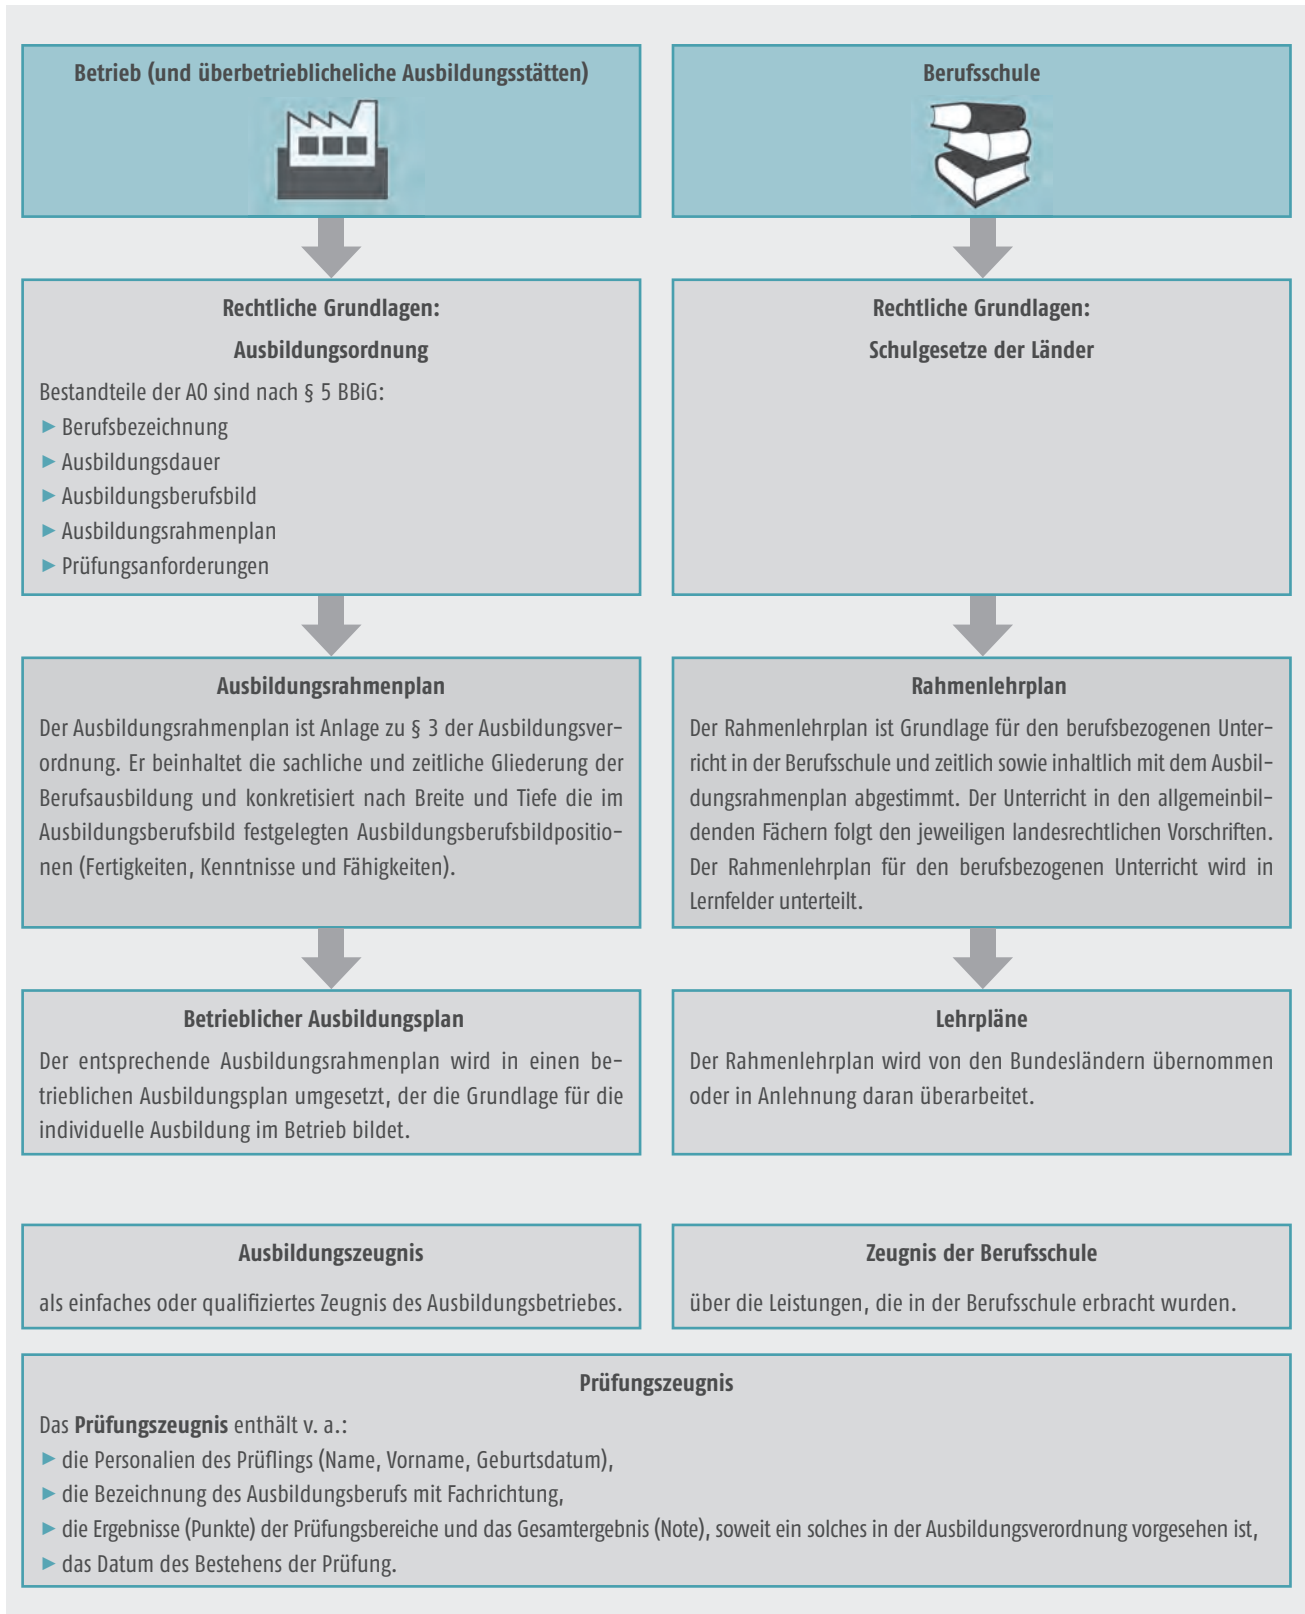 Betrieb (und überbetriebliche­liche Ausbildungsstätten)
Berufsschule
Rechtliche Grundlagen:
Ausbildungsordnung
Bestandteile der AO sind nach § 5 BBiG:
► Berufsbezeichnung
► Ausbildungsdauer
► Ausbildungsberufsbild
► Ausbildungsrahmenplan
► Prüfungsanforderungen
Rechtliche Grundlagen:
Schulgesetze der Länder
Ausbildungsrahmenplan
Der Ausbildungsrahmenplan ist Anlage zu § 3 der Ausbildungsver-
ordnung. Er beinhaltet die sachliche und zeitliche Gliederung der
Berufsausbildung und konkretisiert nach Breite und Tiefe die im
Ausbildungsberufsbild festgelegten Ausbildungsberufsbildpositio-
nen (Fertigkeiten, Kenntnisse und Fähigkeiten).
Rahmenlehrplan
Der Rahmenlehrplan ist Grundlage für den berufsbezogenen Unter-
richt in der Berufsschule und zeitlich sowie inhaltlich mit dem Ausbil-
dungsrahmenplan abgestimmt. Der Unterricht in den allgemeinbil-
denden Fächern folgt den jeweiligen landesrechtlichen Vorschriften.
Der Rahmenlehrplan für den berufsbezogenen Unterricht wird in
Lernfelder unterteilt.
Betrieblicher Ausbildungsplan
Der entsprechende Ausbildungsrahmenplan wird in einen be-
trieblichen Ausbildungsplan umgesetzt, der die Grundlage für die
individuelle Ausbildung im Betrieb bildet.
Lehrpläne
Der Rahmenlehrplan wird von den Bundesländern übernommen
oder in Anlehnung daran überarbeitet.
Ausbildungszeugnis
als einfaches oder qualifiziertes Zeugnis des Ausbildungsbetriebes.
Zeugnis der Berufsschule
über die Leistungen, die in der Berufsschule erbracht wurden.
Prüfungszeugnis
Das Prüfungszeugnis enthält v. a.:
► die Personalien des Prüflings (Name, Vorname, Geburtsdatum),
► die Bezeichnung des Ausbildungsberufs mit Fachrichtung,
► die Ergebnisse (Punkte) der Prüfungsbereiche und das Gesamtergebnis (Note), soweit ein solches in der Ausbildungsverordnung vorgesehen ist,
► das Datum des Bestehens der Prüfung.